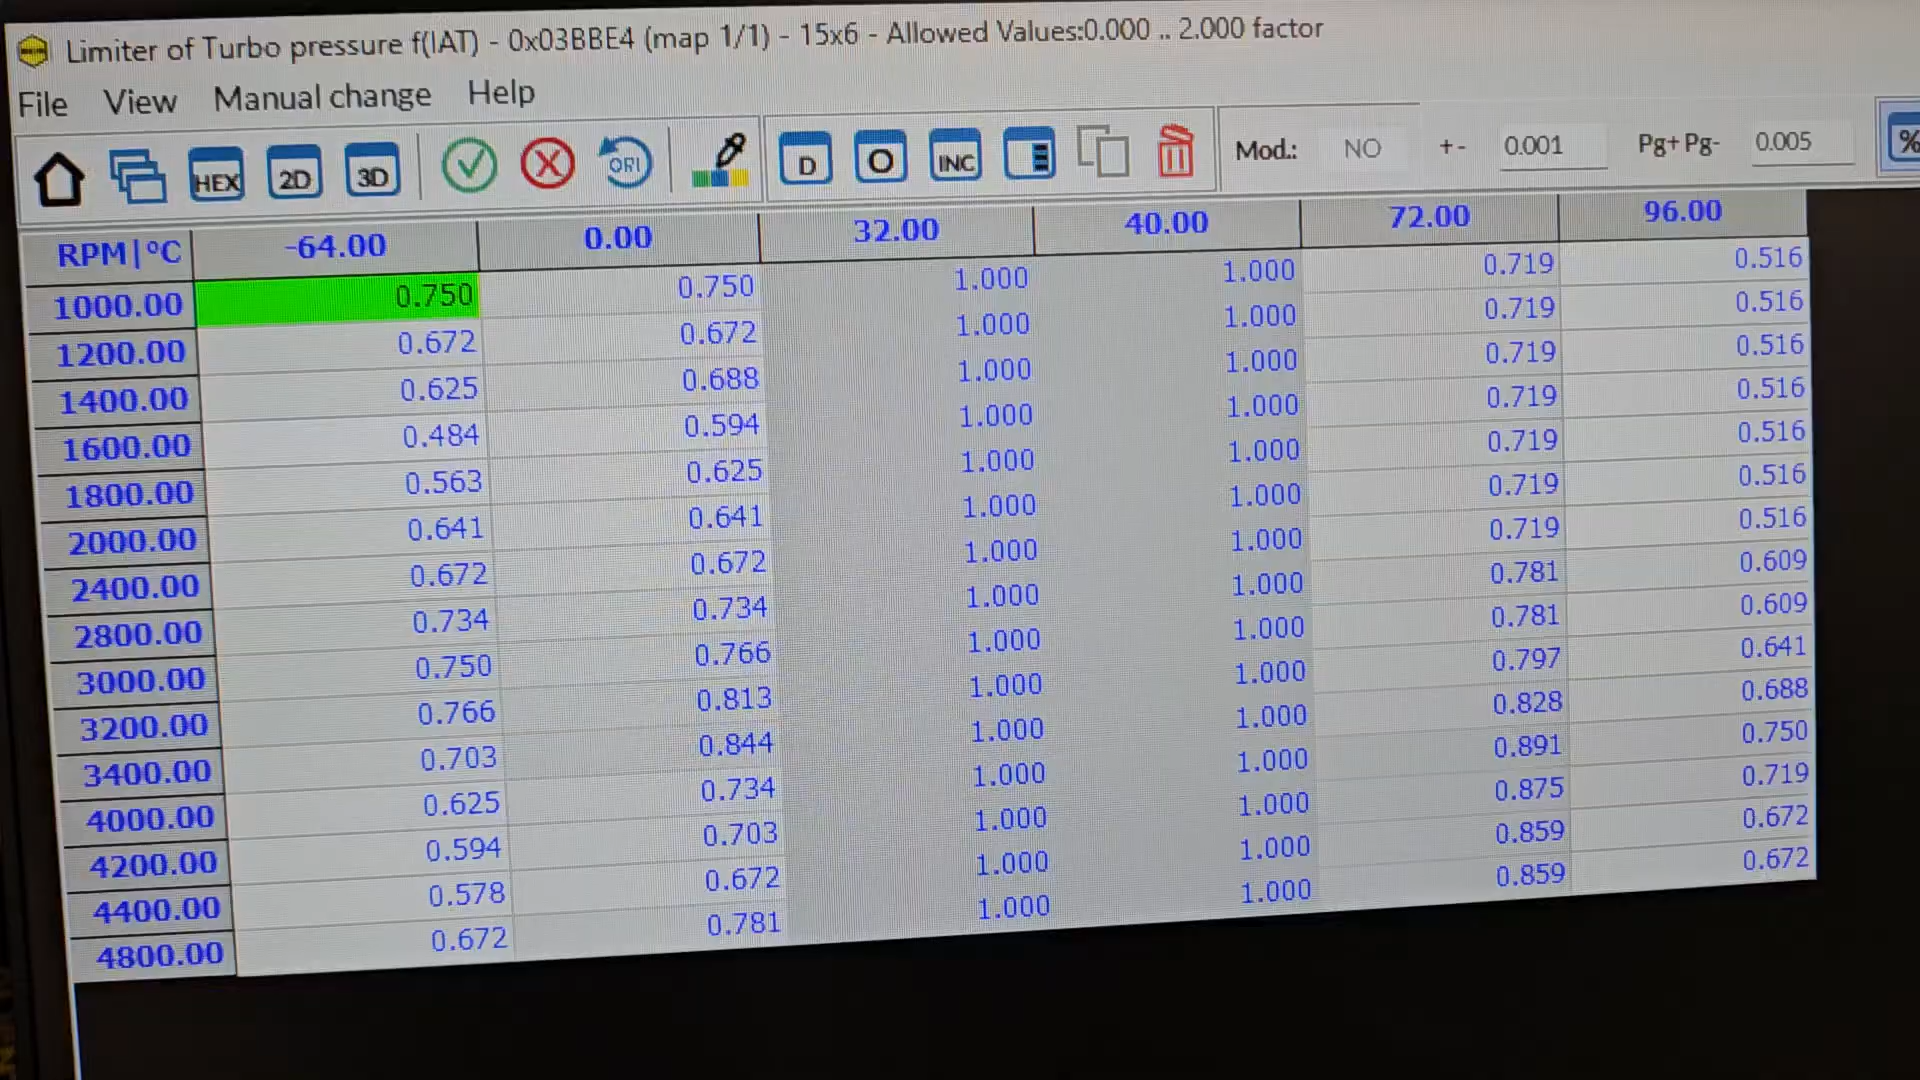 Limiter of Turbo pressure f(IAT) - 0x03BBE4 (map 1/1) - 15x6 - Allowed Values:0.000 .. 2.000 factor
File View Manual change Help
HEX 2D 3D ORI D O INC Mod.: NO +- 0.001 Pg+ Pg- 0.005 %
RPM|°C -64.00 0.00 32.00 40.00 72.00 96.00
1000.00 0.750 0.750 1.000 1.000 0.719 0.516
1200.00 0.672 0.672 1.000 1.000 0.719 0.516
1400.00 0.625 0.688 1.000 1.000 0.719 0.516
1600.00 0.484 0.594 1.000 1.000 0.719 0.516
1800.00 0.563 0.625 1.000 1.000 0.719 0.516
2000.00 0.641 0.641 1.000 1.000 0.719 0.516
2400.00 0.672 0.672 1.000 1.000 0.719 0.516
2800.00 0.734 0.734 1.000 1.000 0.781 0.609
3000.00 0.750 0.766 1.000 1.000 0.781 0.609
3200.00 0.766 0.813 1.000 1.000 0.797 0.641
3400.00 0.703 0.844 1.000 1.000 0.828 0.688
4000.00 0.625 0.734 1.000 1.000 0.891 0.750
4200.00 0.594 0.703 1.000 1.000 0.875 0.719
4400.00 0.578 0.672 1.000 1.000 0.859 0.672
4800.00 0.672 0.781 1.000 1.000 0.859 0.672